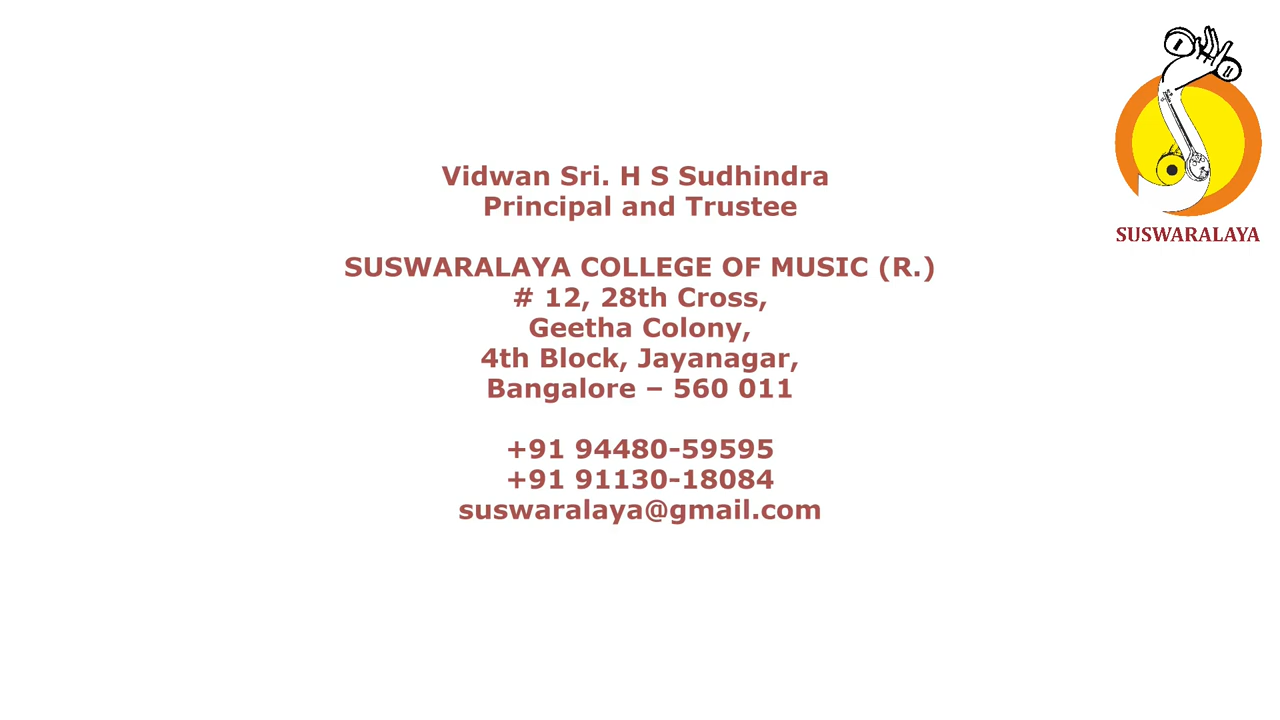 Vidwan Sri. H S Sudhindra
Principal and Trustee
SUSWARALAYA COLLEGE OF MUSIC (R.)
# 12, 28th Cross,
Geetha Colony,
4th Block, Jayanagar,
Bangalore – 560 011
+91 94480-59595
+91 91130-18084
suswaralaya@gmail.com
SUSWARALAYA